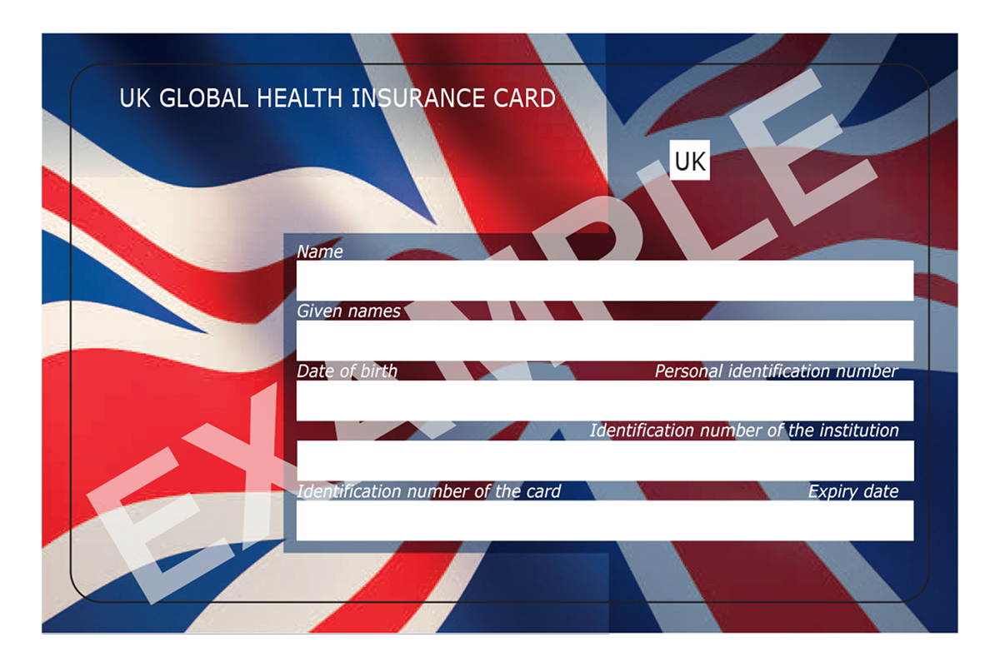 UK GLOBAL HEALTH INSURANCE CARD
UK
EXAMPLE
Name
Given names
Date of birth Personal identification number
Identification number of the institution
Identification number of the card Expiry date